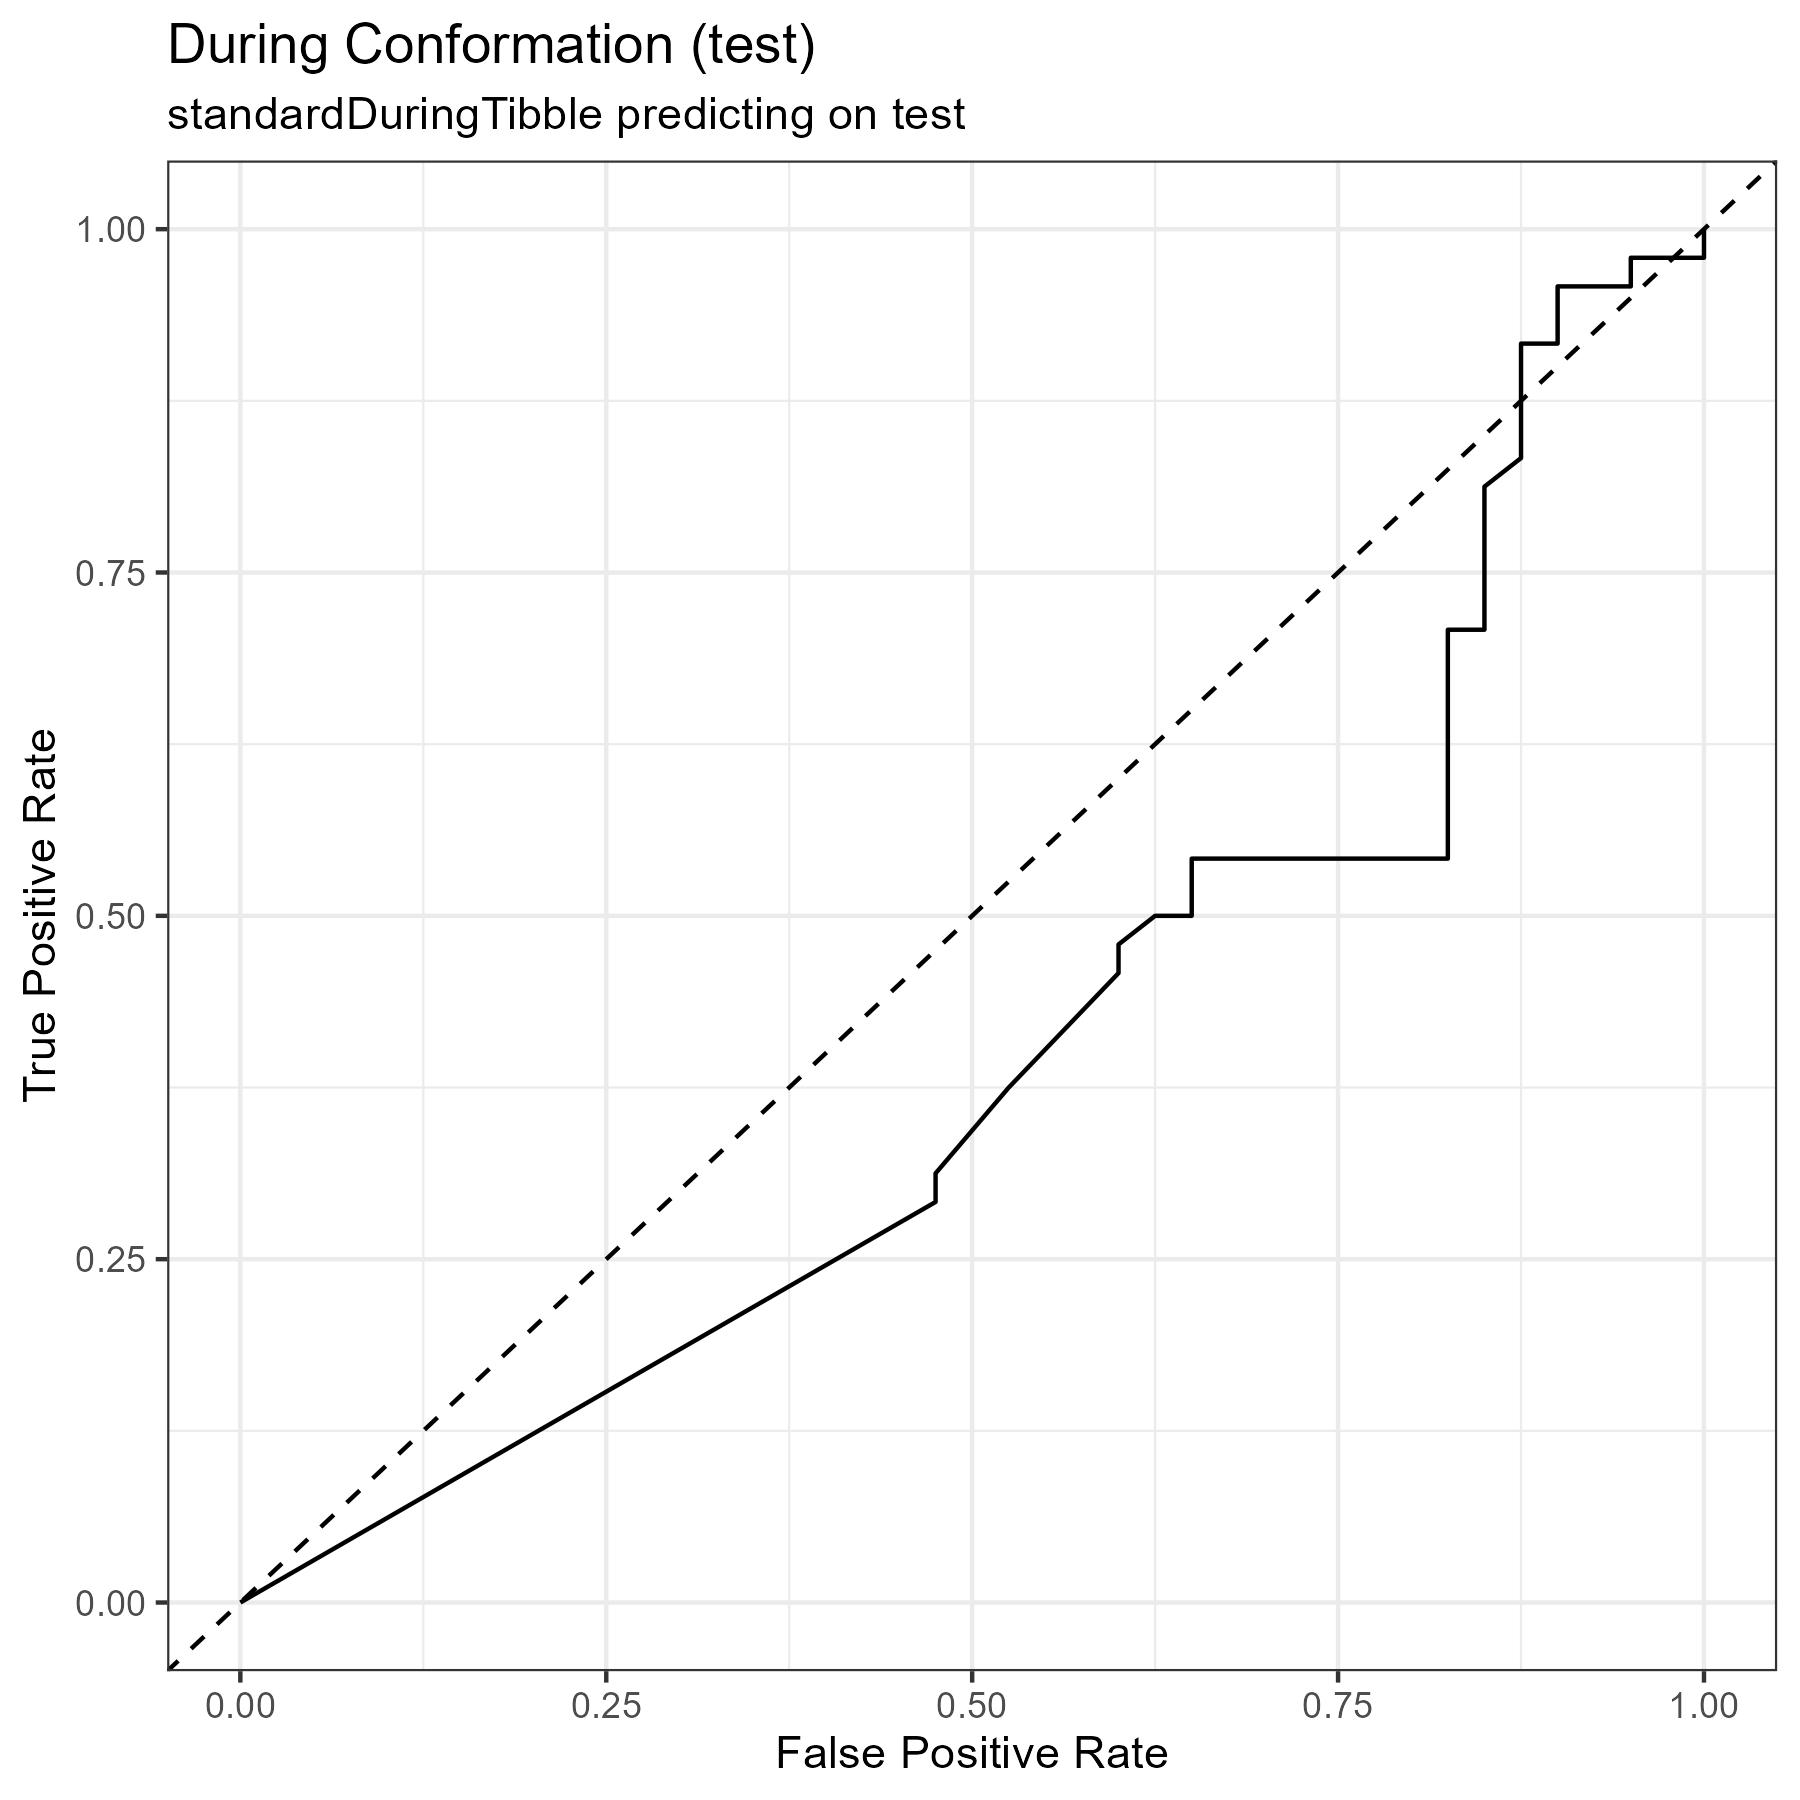 During Conformation (test)
standardDuringTibble predicting on test
True Positive Rate
1.00
0.75
0.50
0.25
0.00
0.00
0.25
0.50
0.75
1.00
False Positive Rate